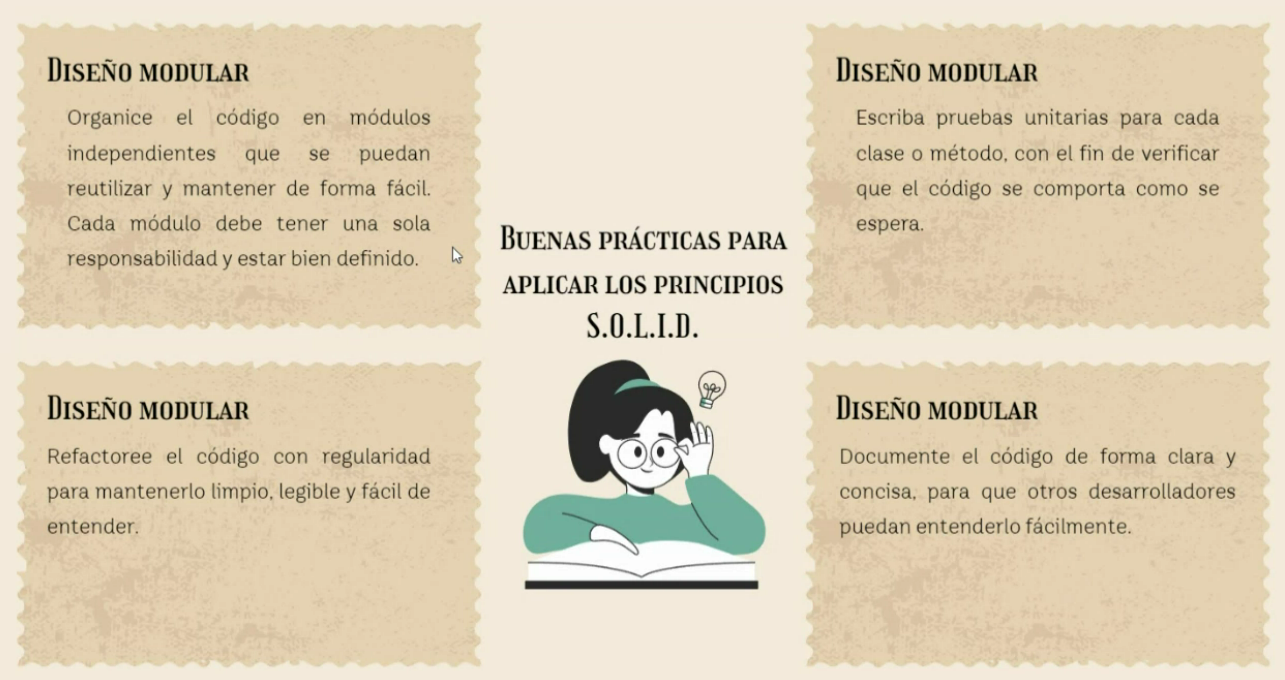 Diseño modular
Organice el código en módulos
independientes que se puedan
reutilizar y mantener de forma fácil.
Cada módulo debe tener una sola
responsabilidad y estar bien definido.
Diseño modular
Refactoree el código con regularidad
para mantenerlo limpio, legible y fácil de
entender.
Buenas prácticas para
aplicar los principios
S.O.L.I.D.
Diseño modular
Escriba pruebas unitarias para cada
clase o método, con el fin de verificar
que el código se comporta como se
espera.
Diseño modular
Documente el código de forma clara y
concisa, para que otros desarrolladores
puedan entenderlo fácilmente.